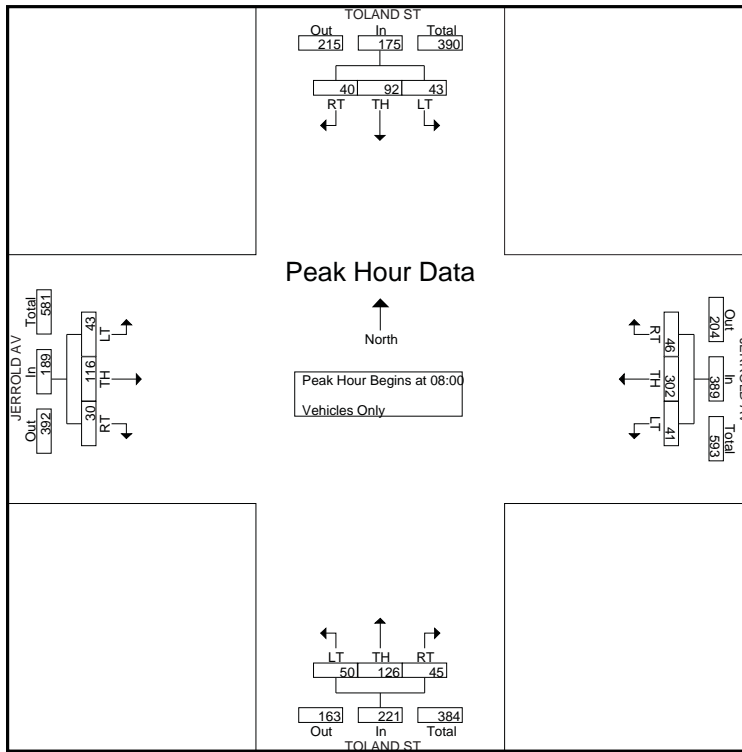 TOLAND ST
Out In Total
215 175 390
40 92 43
RT TH LT
Peak Hour Data
North
Peak Hour Begins at 08:00
Vehicles Only
JERROLD AV
Out In Total
392 189 581
30 116 43
RT TH LT
RT TH LT
46 302 41
Out In Total
204 389 593
LT TH RT
50 126 45
163 221 384
Out In Total
TOLAND ST